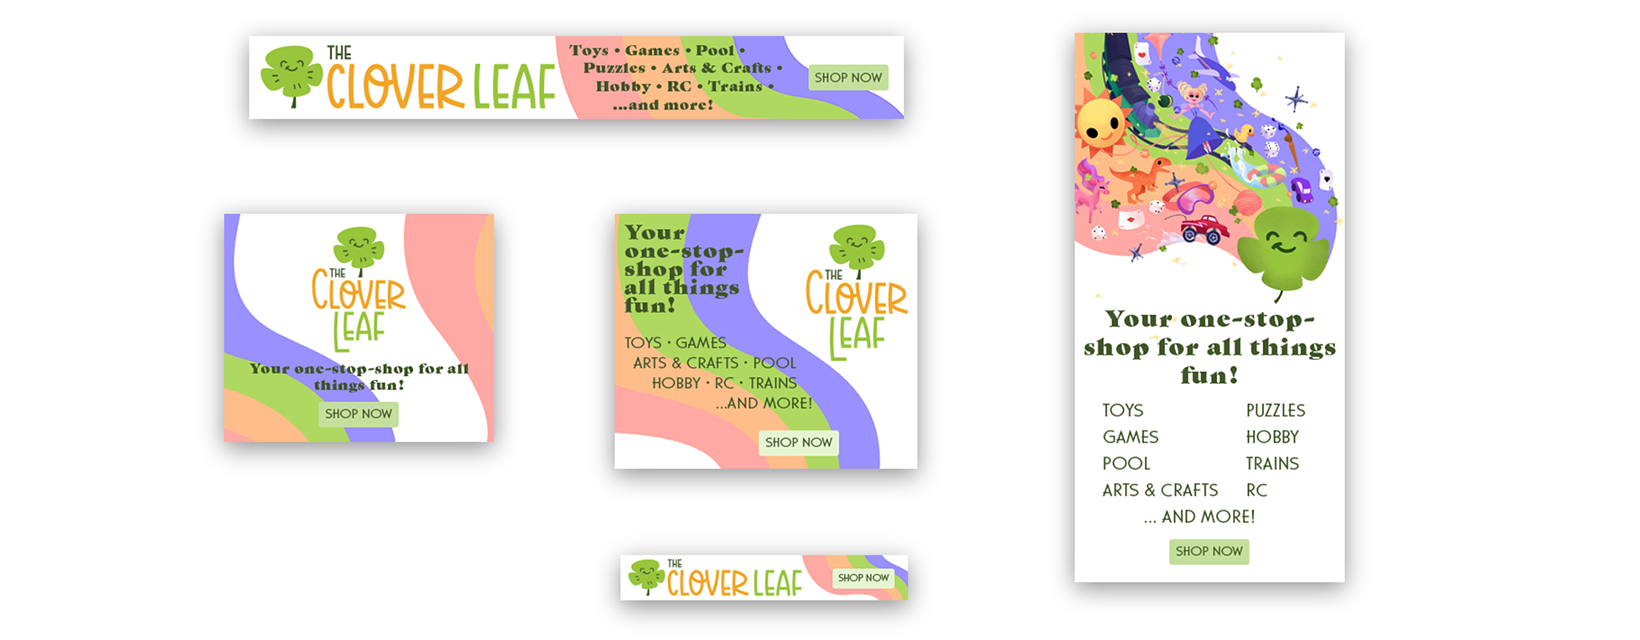 THE
CLOVER LEAF
Toys • Games • Pool •
Puzzles • Arts & Crafts •
Hobby • RC • Trains •
...and more!
SHOP NOW
THE
CLOVER
LEAF
Your one-stop-shop for all
things fun!
SHOP NOW
Your
one-stop-
shop for
all things
fun!
TOYS • GAMES
ARTS & CRAFTS • POOL
HOBBY • RC • TRAINS
...AND MORE!
SHOP NOW
THE
CLOVER
LEAF
THE
CLOVER LEAF
SHOP NOW
Your one-stop-
shop for all things
fun!
TOYS PUZZLES
GAMES HOBBY
POOL TRAINS
ARTS & CRAFTS RC
... AND MORE!
SHOP NOW